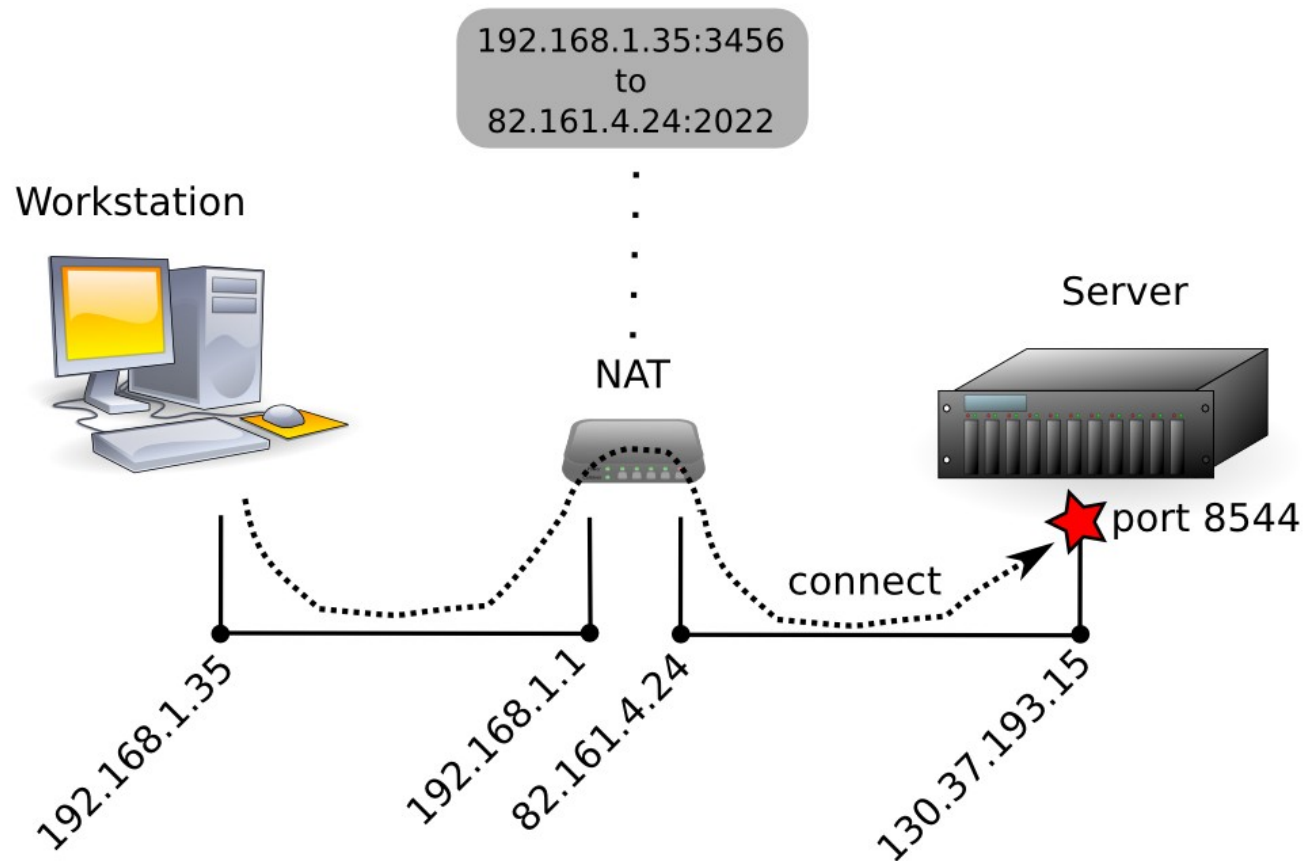 192.168.1.35:3456
to
82.161.4.24:2022
Workstation
Server
NAT
port 8544
connect
192.168.1.35
192.168.1.1
82.161.4.24
130.37.193.15